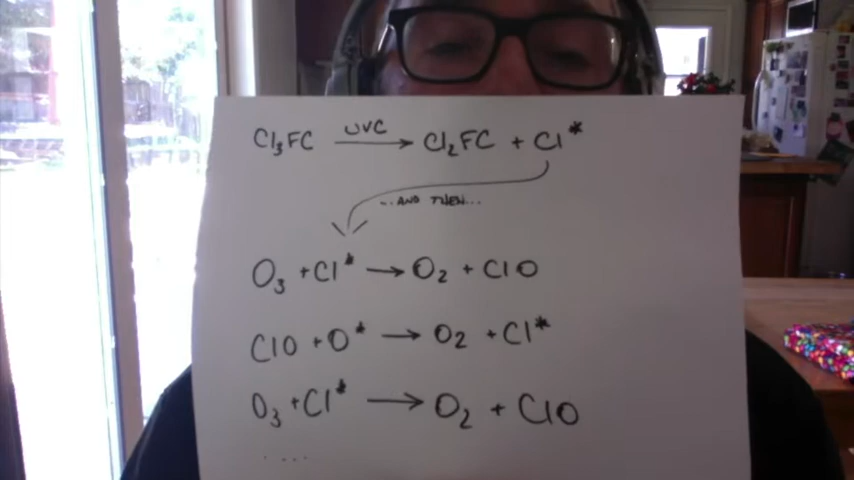 Cl₃FC UVC → Cl₂FC + Cl*
...AND THEN...
O₃ + Cl* → O₂ + ClO
ClO + O* → O₂ + Cl*
O₃ + Cl* → O₂ + ClO
....